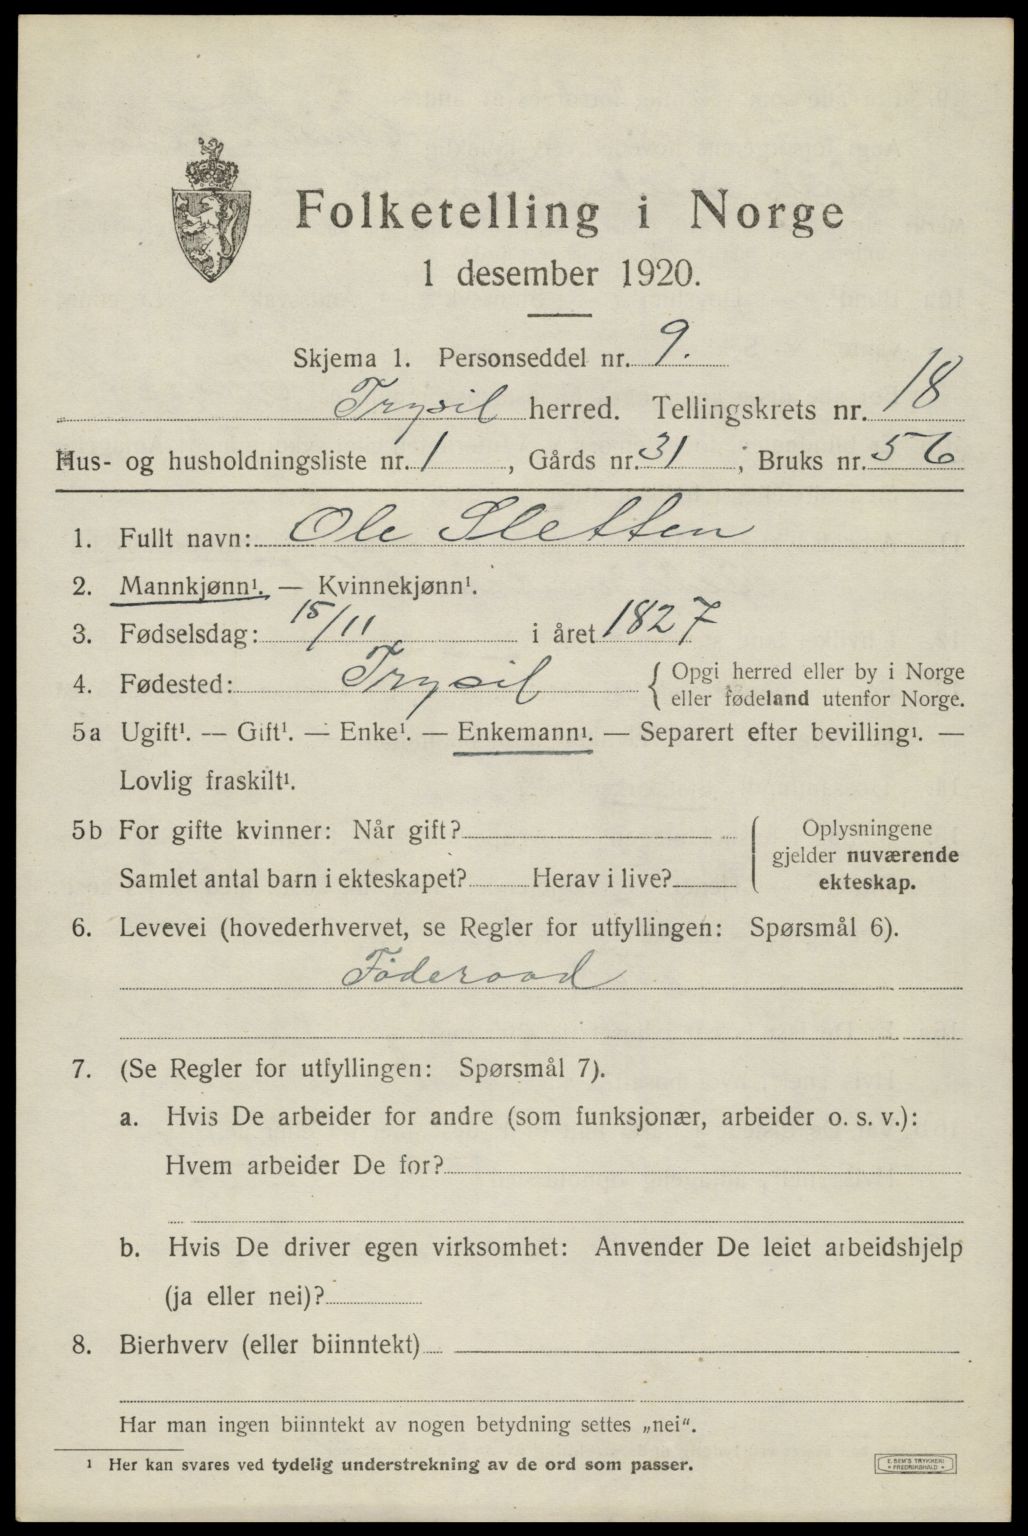 Folketelling i Norge
1 desember 1920.
Skjema 1. Personseddel nr. 9.
Trysil herred. Tellingskrets nr. 18
Hus- og husholdningsliste nr. 1, Gårds nr. 31; Bruks nr. 56
1. Fullt navn: Ole Sletten
2. Mannkjønn¹. — Kvinnekjønn¹.
3. Fødselsdag: 15/11 i året 1827
4. Fødested: Trysil { Opgi herred eller by i Norge
eller fødeland utenfor Norge.
5a Ugift¹. — Gift¹. — Enke¹. — Enkemann¹. — Separert efter bevilling¹. —
Lovlig fraskilt¹.
5b For gifte kvinner: Når gift?
Samlet antal barn i ekteskapet? Herav i live?
Oplysningene
gjelder nuværende
ekteskap.
6. Levevei (hovederhvervet, se Regler for utfyllingen: Spørsmål 6).
Föderaad
7. (Se Regler for utfyllingen: Spørsmål 7).
a. Hvis De arbeider for andre (som funksjonær, arbeider o. s. v.):
Hvem arbeider De for?
b. Hvis De driver egen virksomhet: Anvender De leiet arbeidshjelp
(ja eller nei)?
8. Bierhverv (eller biinntekt)
Har man ingen biinntekt av nogen betydning settes „nei“.
¹ Her kan svares ved tydelig understrekning av de ord som passer.
E. SEM'S TRYKKERI
• FREDRIKSHALD •